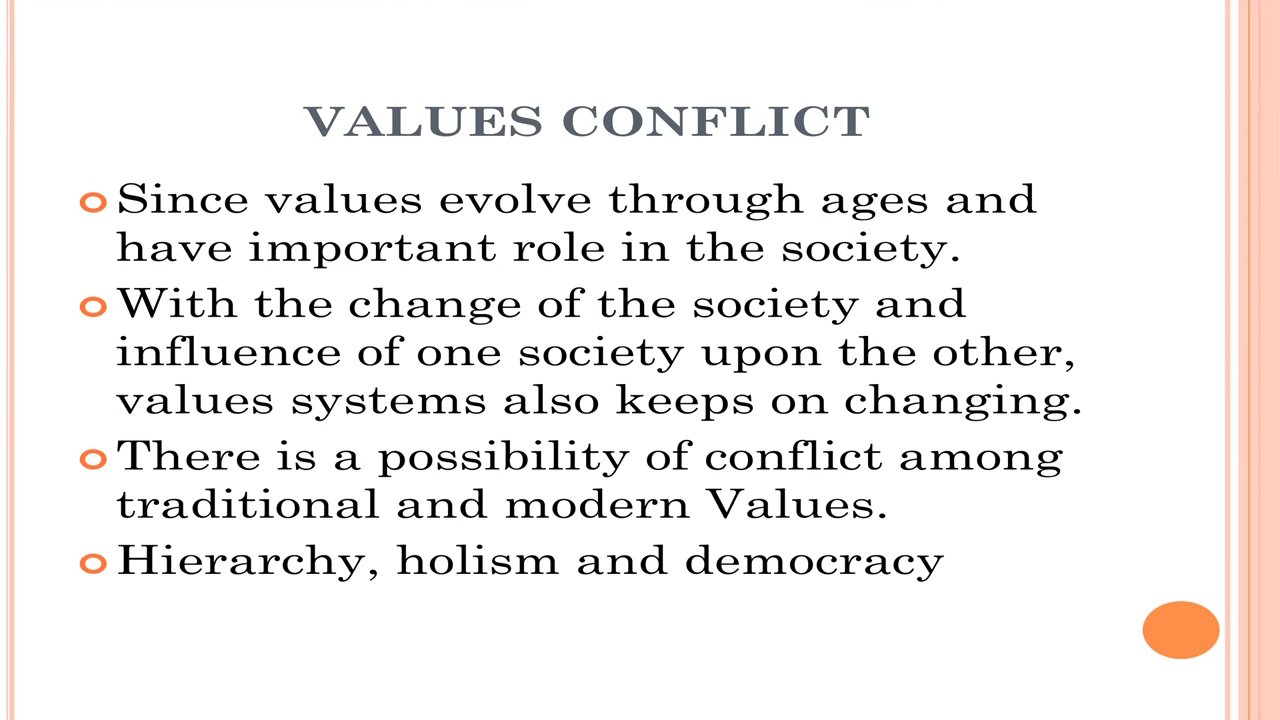 VALUES CONFLICT
Since values evolve through ages and
have important role in the society.
With the change of the society and
influence of one society upon the other,
values systems also keeps on changing.
There is a possibility of conflict among
traditional and modern Values.
Hierarchy, holism and democracy